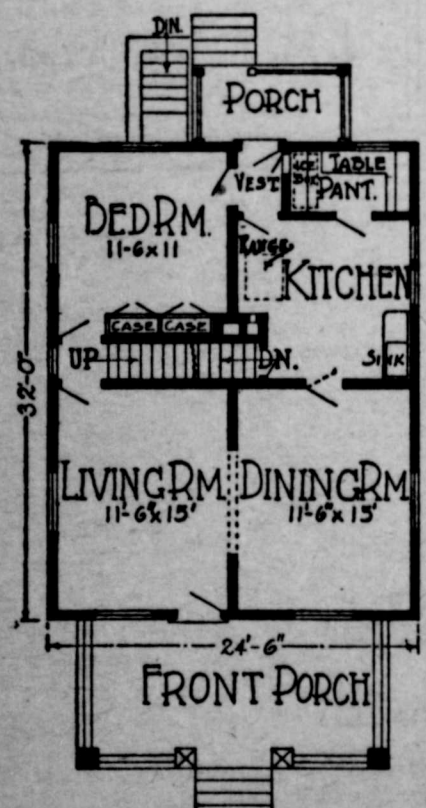 DN.
PORCH
VEST.
ICE BOX
TABLE
PANT.
BED RM.
11-6x11
RANGE
KITCHEN
CASE CASE
UP
DN.
SINK
32'-0"
LIVING RM
11'-6"x15'
DINING RM
11'-6"x15'
24'-6"
FRONT PORCH